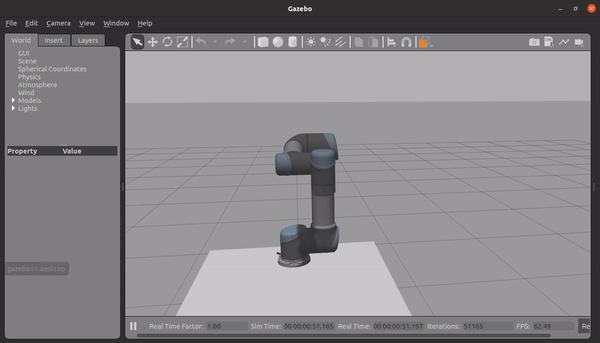 Gazebo
File Edit Camera View Window Help
World Insert Layers
GUI
Scene
Spherical Coordinates
Physics
Atmosphere
Wind
Models
Lights
Property Value
gazebo11.desktop
Real Time Factor: 1.00 Sim Time: 00 00:00:51.165 Real Time: 00 00:00:51.197 Iterations: 51165 FPS: 62.49 Re